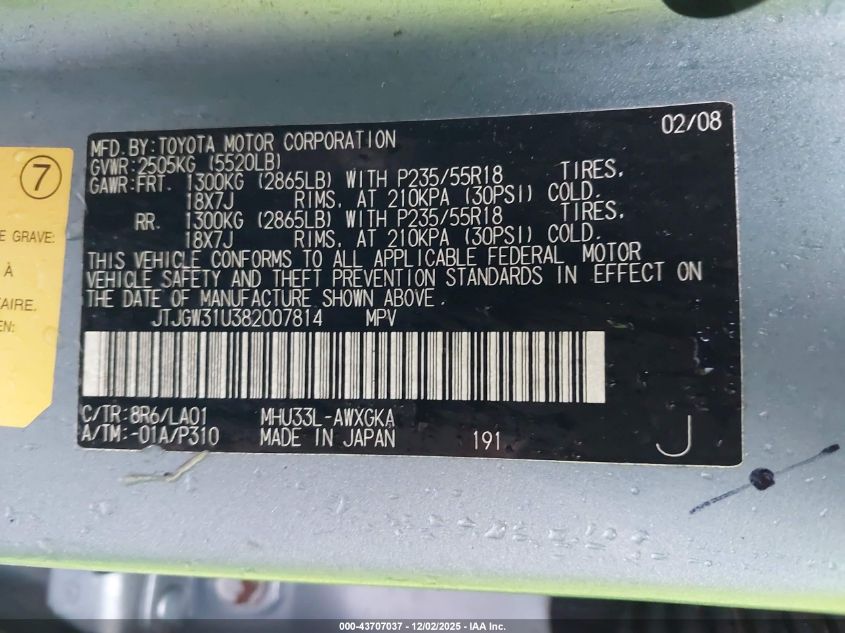 02/08
MFD. BY: TOYOTA MOTOR CORPORATION
GVWR: 2505KG (5520LB)
GAWR: FRT. 1300KG (2865LB) WITH P235/55R18 TIRES,
18X7J RIMS, AT 210KPA (30PSI) COLD.
RR. 1300KG (2865LB) WITH P235/55R18 TIRES,
18X7J RIMS, AT 210KPA (30PSI) COLD.
THIS VEHICLE CONFORMS TO ALL APPLICABLE FEDERAL MOTOR
VEHICLE SAFETY AND THEFT PREVENTION STANDARDS IN EFFECT ON
THE DATE OF MANUFACTURE SHOWN ABOVE.
JTJGW31U382007814 MPV
C/TR: 8R6/LA01 MHU33L-AWXGKA
A/TM: -01A/P310 MADE IN JAPAN 191 J
7
E GRAVE:
À
AIRE.
EN:
000-43707037 - 12/02/2025 - IAA Inc.